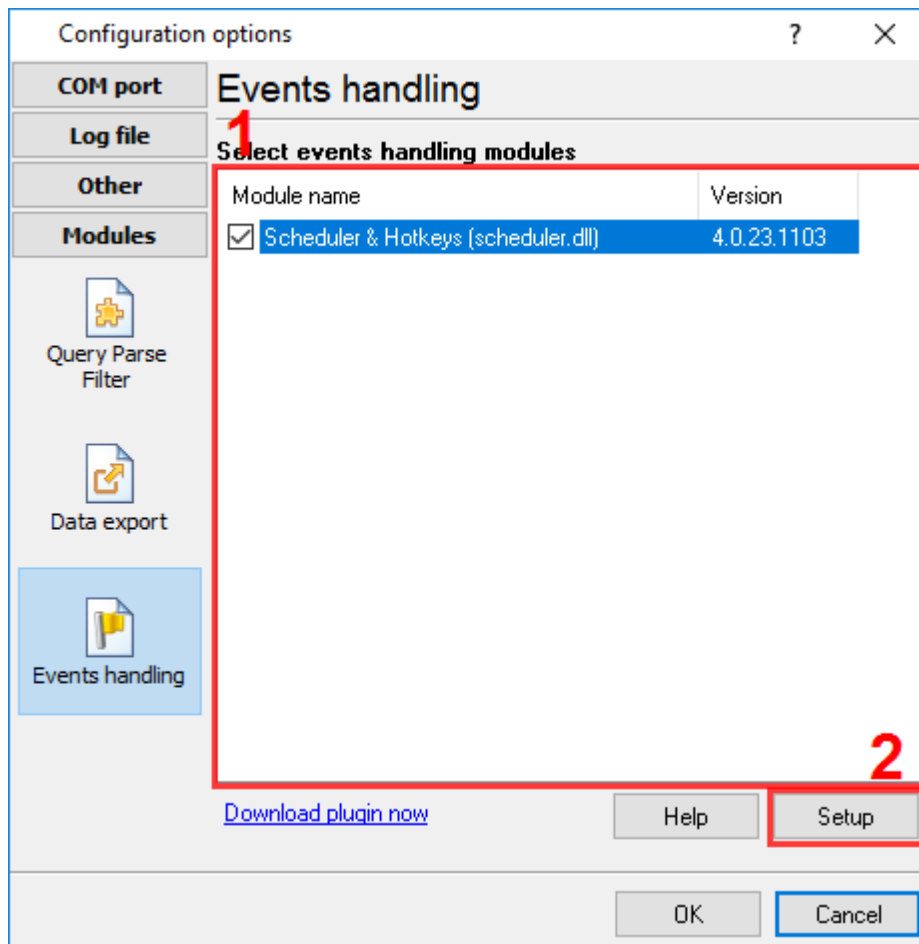 Configuration options
?
COM port
Log file
Other
Modules
Query Parse
Filter
Data export
Events handling
Events handling
1
Select events handling modules
Module name Version
Scheduler & Hotkeys (scheduler.dll) 4.0.23.1103
2
Download plugin now
Help
Setup
OK
Cancel